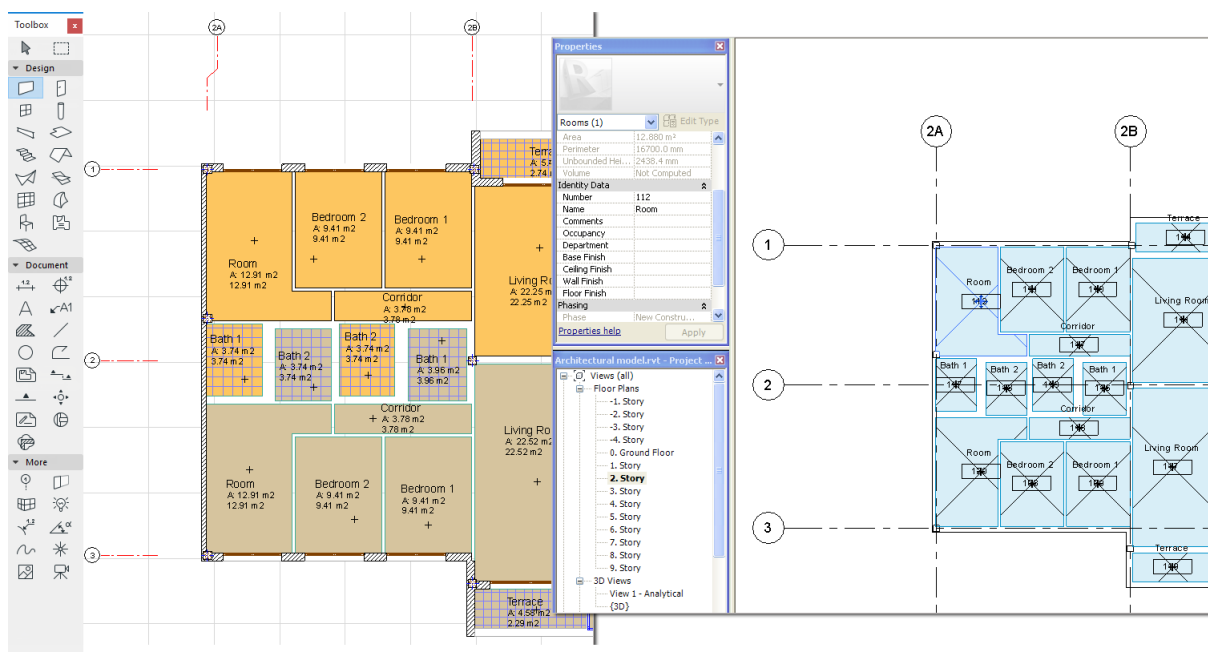 Toolbox
x
Design
Document
1.2
1.2
A
A1
More
1.2
α
2A
2B
1
2
3
Terra
2.74
Room
A: 12.91 m2
12.91 m2
Bedroom 2
A: 9.41 m2
9.41 m2
Bedroom 1
A: 9.41 m2
9.41 m2
Living Ro
A: 22.25 m
22.25 m2
Corridor
A: 3.78 m2
3.78 m2
Bath 1
A: 3.74 m2
3.74 m2
Bath 2
A: 3.74 m2
3.74 m2
Bath 2
A: 3.74 m2
3.74 m2
Bath 1
A: 3.96 m2
3.96 m2
Corridor
A: 3.78 m2
3.78 m2
Living Ro
A: 22.52 m
22.52 m2
Room
A: 12.91 m2
12.91 m2
Bedroom 2
A: 9.41 m2
9.41 m2
Bedroom 1
A: 9.41 m2
9.41 m2
Terrace
A: 4.58 m2
2.29 m2
Properties
Rooms (1)
Edit Type
Area 12.880 m²
Perimeter 16700.0 mm
Unbounded Hei... 2438.4 mm
Volume Not Computed
Identity Data
Number 112
Name Room
Comments
Occupancy
Department
Base Finish
Ceiling Finish
Wall Finish
Floor Finish
Phasing
Phase New Constru...
Properties help
Apply
Architectural model.rvt - Project ...
Views (all)
Floor Plans
-1. Story
-2. Story
-3. Story
-4. Story
0. Ground Floor
1. Story
2. Story
3. Story
4. Story
5. Story
6. Story
7. Story
8. Story
9. Story
3D Views
View 1 - Analytical
{3D}
2A
2B
1
2
3
Terrace
Room
Bedroom 2
Bedroom 1
Living Room
Corridor
Bath 1
Bath 2
Bath 2
Bath 1
Corridor
Room
Bedroom 2
Bedroom 1
Living Room
Terrace